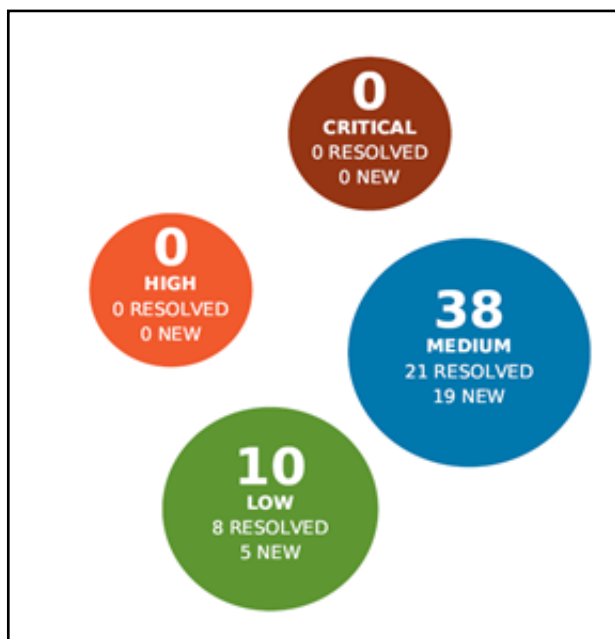 0
CRITICAL
0 RESOLVED
0 NEW
0
HIGH
0 RESOLVED
0 NEW
38
MEDIUM
21 RESOLVED
19 NEW
10
LOW
8 RESOLVED
5 NEW